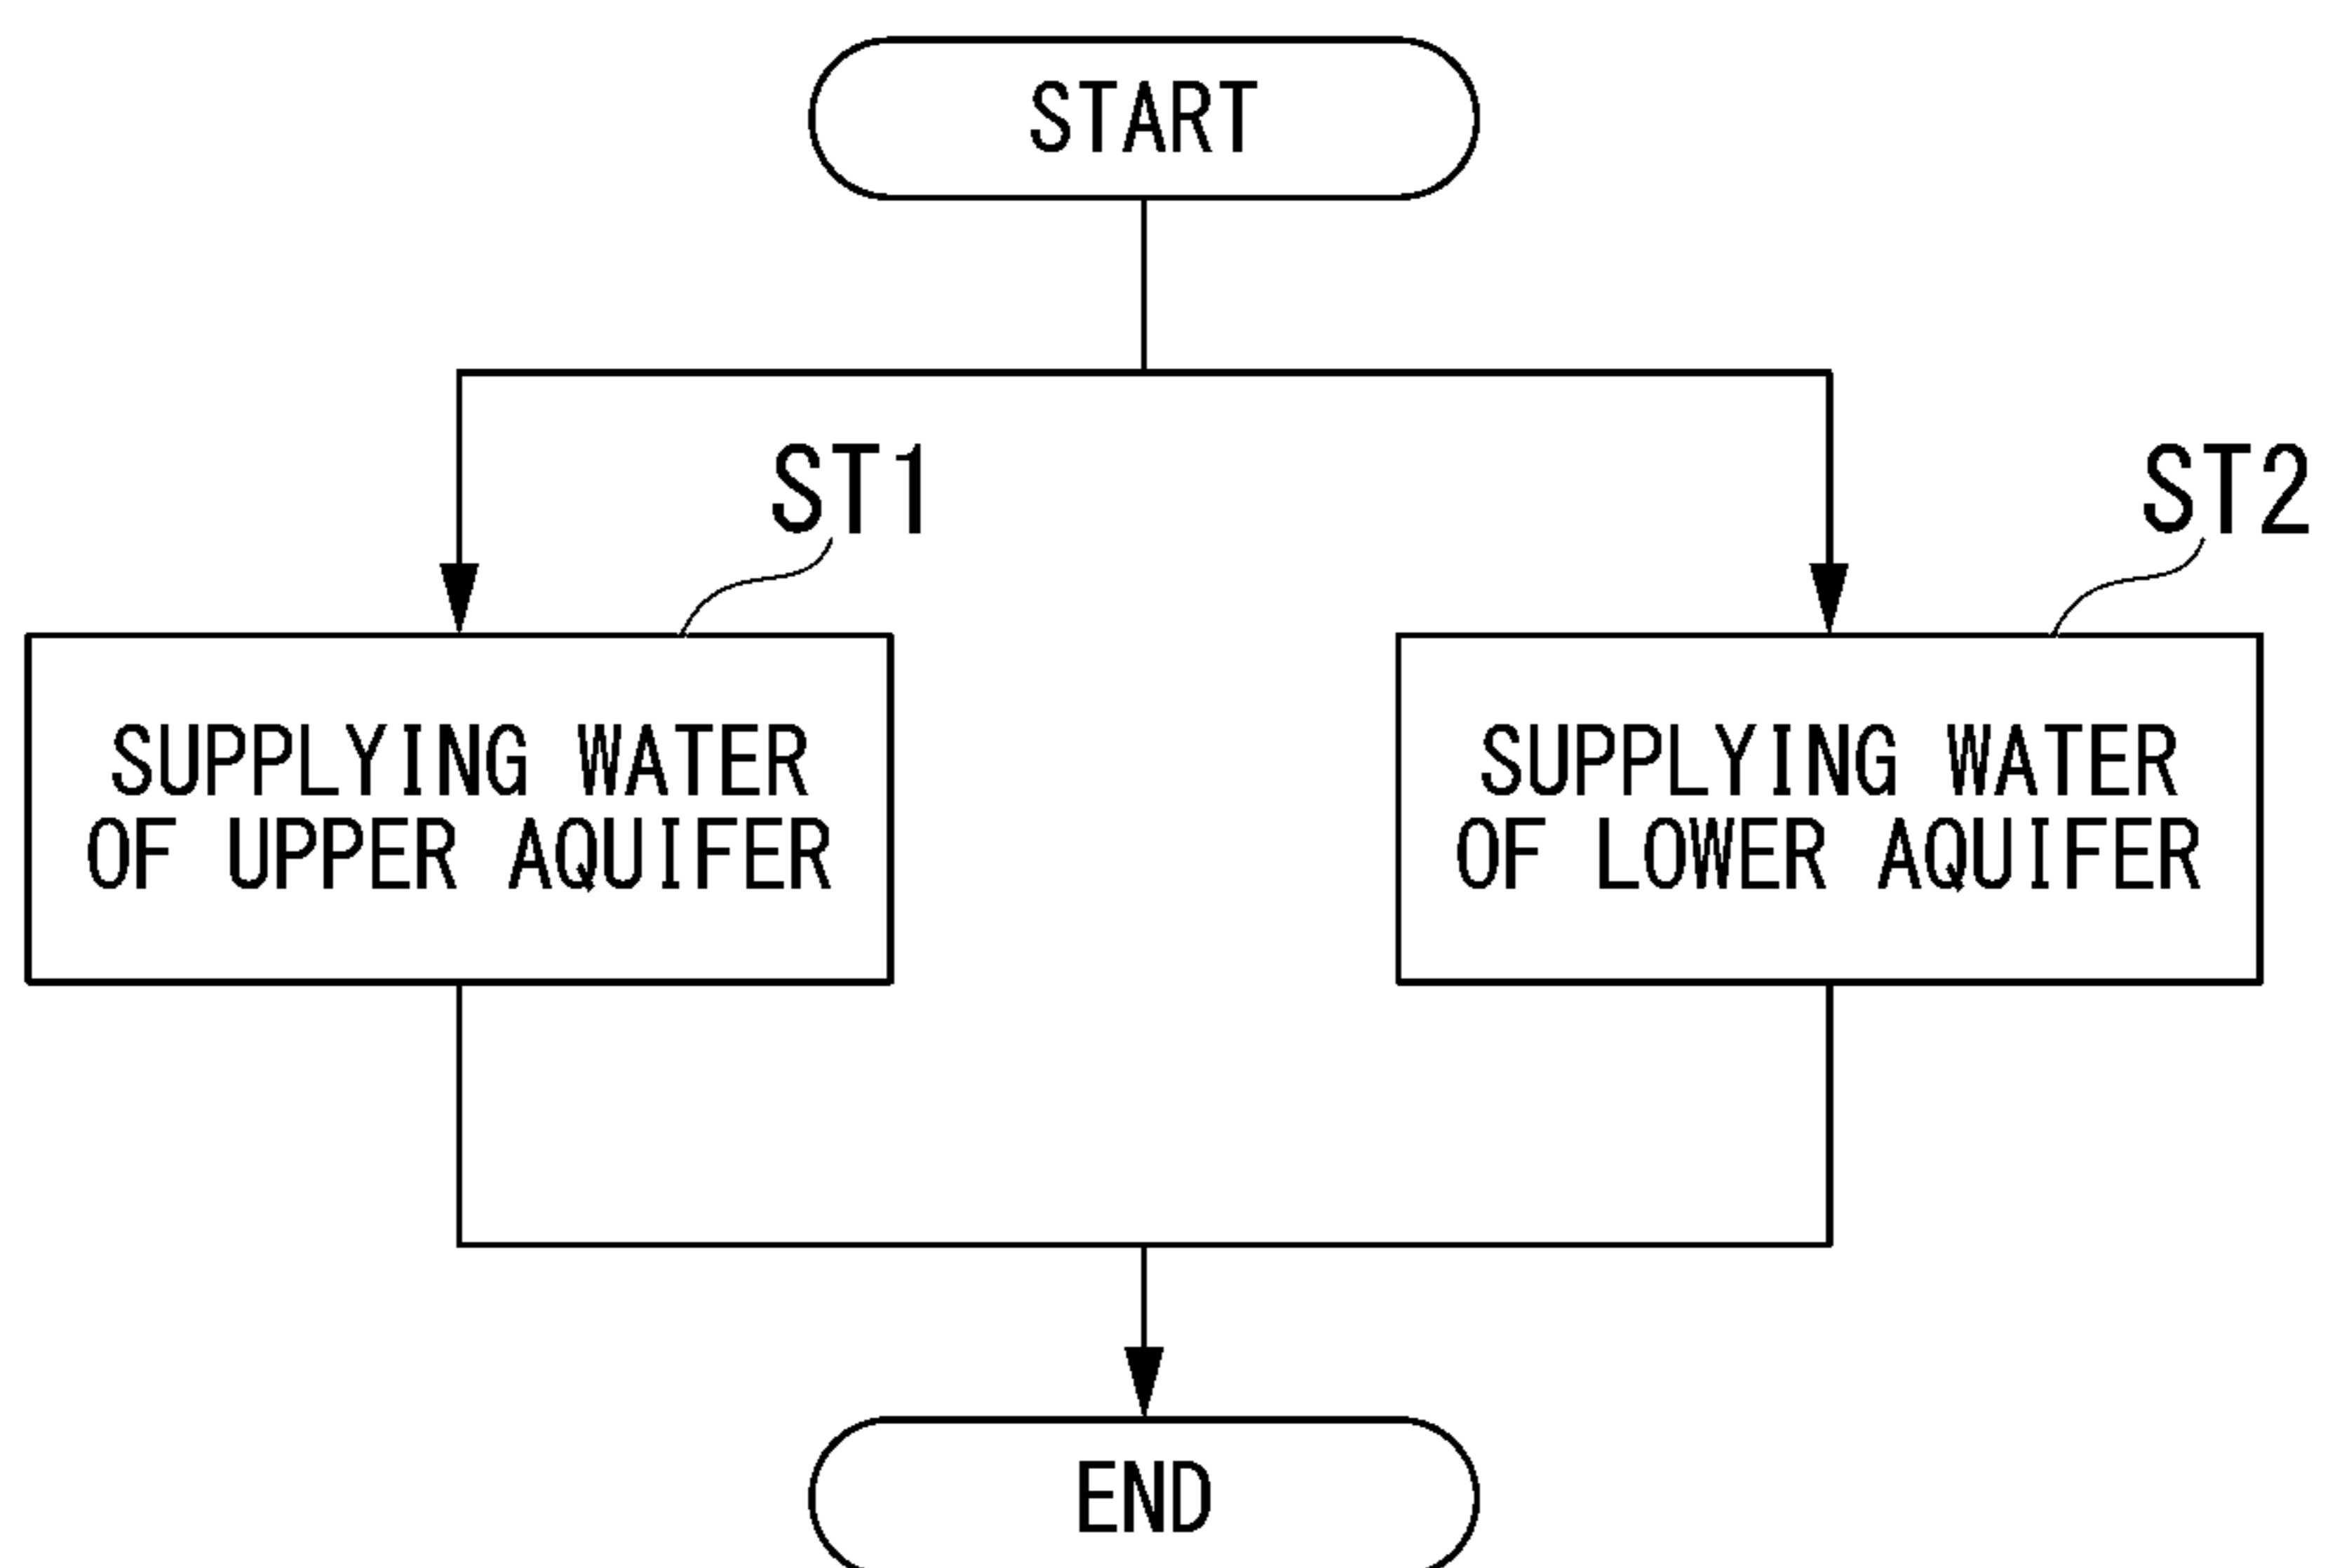 START
ST1
ST2
SUPPLYING WATER
OF UPPER AQUIFER
SUPPLYING WATER
OF LOWER AQUIFER
END